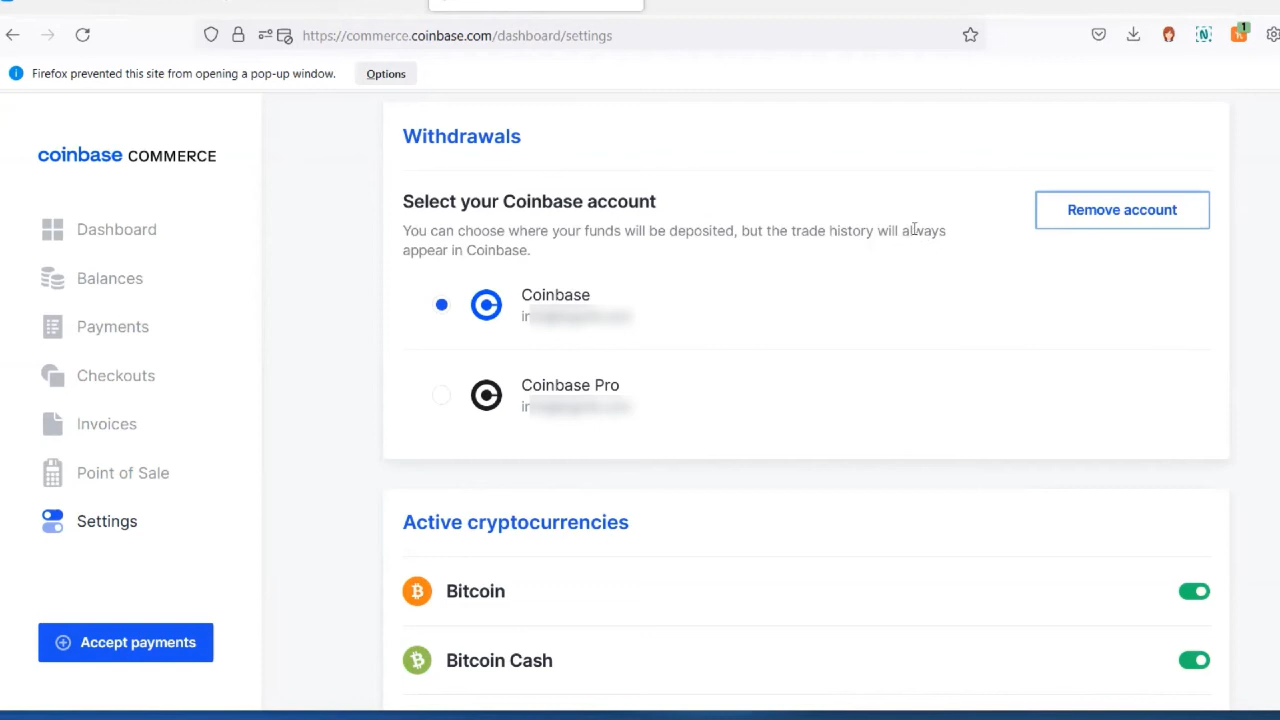 https://commerce.coinbase.com/dashboard/settings
1
Firefox prevented this site from opening a pop-up window.
Options
coinbase COMMERCE
Dashboard
Balances
Payments
Checkouts
Invoices
Point of Sale
Settings
Accept payments
Withdrawals
Select your Coinbase account
You can choose where your funds will be deposited, but the trade history will always
appear in Coinbase.
Remove account
Coinbase
Coinbase Pro
Active cryptocurrencies
Bitcoin
Bitcoin Cash